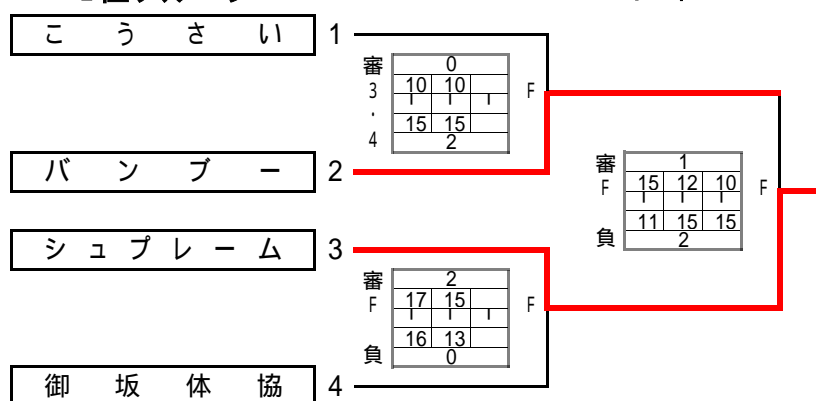 こうさい 1
審 3・4
0
10 10
15 15
2
F
バンブー 2
審 F 負
1
15 12 10
11 15 15
2
F
シュプレーム 3
審 F 負
2
17 15
16 13
0
F
御坂体協 4